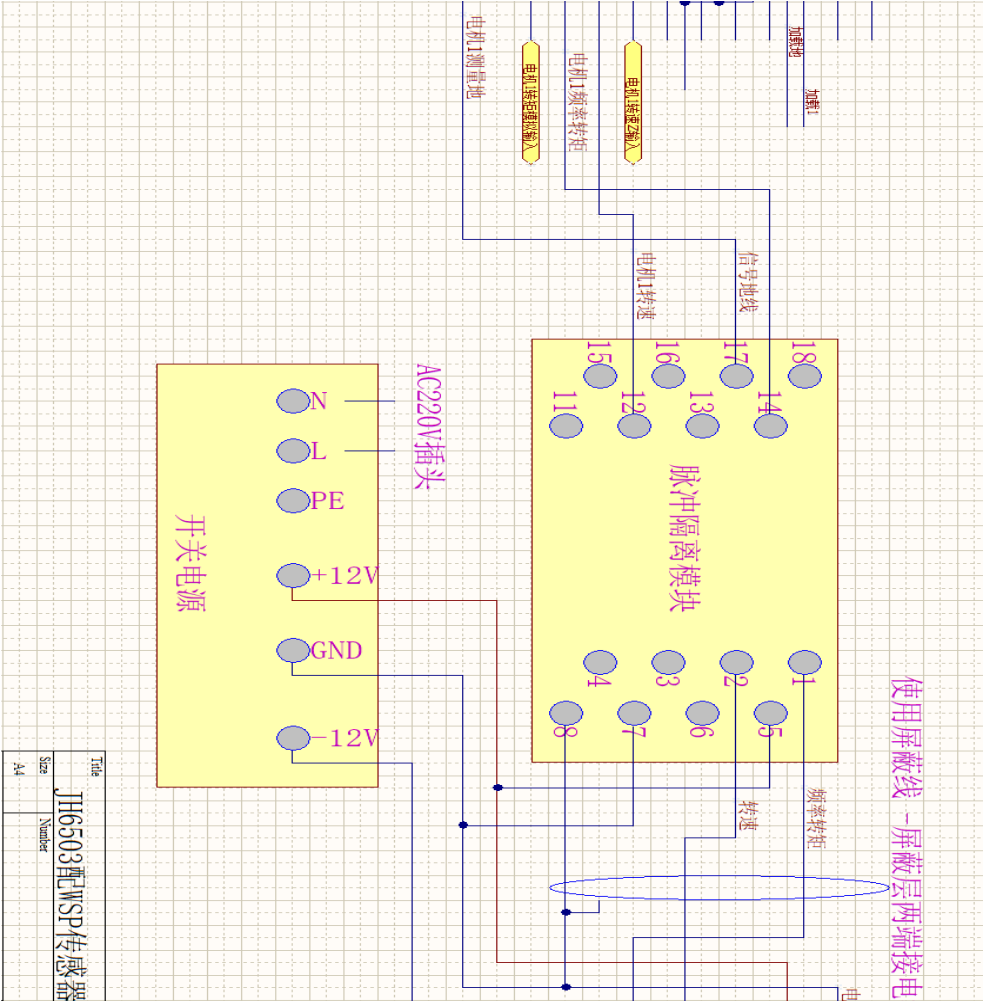 电机1测量地
电机1转矩模拟输入
电机1频率转矩
电机1转速Z输入
加载地
加载1
电机1转速
信号地线
15
16
17
18
11
12
13
14
脉冲隔离模块
4
3
2
1
8
7
6
5
AC220V插头
N
L
PE
+12V
GND
-12V
开关电源
转速
频率转矩
使用屏蔽线-屏蔽层两端接电
Title
JH6503配WSP传感器
Size
A4
Number
电